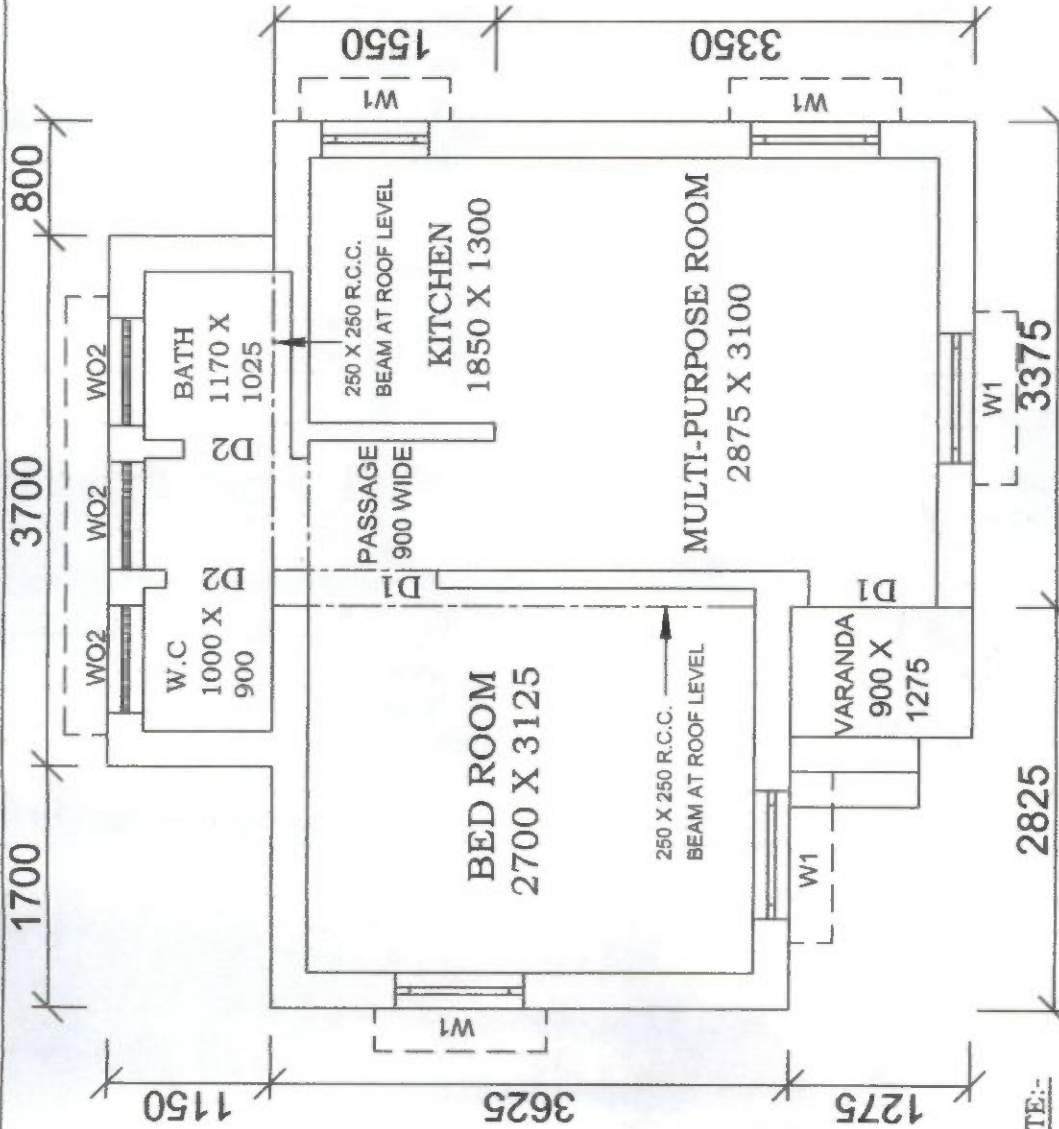 1700
3700
800
WO2
WO2
WO2
W.C
1000 X
900
D2
D2
BATH
1170 X
1025
1150
1550
W1
250 X 250 R.C.C.
BEAM AT ROOF LEVEL
KITCHEN
1850 X 1300
PASSAGE
900 WIDE
D1
BED ROOM
2700 X 3125
3625
W1
250 X 250 R.C.C.
BEAM AT ROOF LEVEL
MULTI-PURPOSE ROOM
2875 X 3100
3350
W1
D1
VARANDA
900 X
1275
W1
1275
W1
2825
3375
TE:-